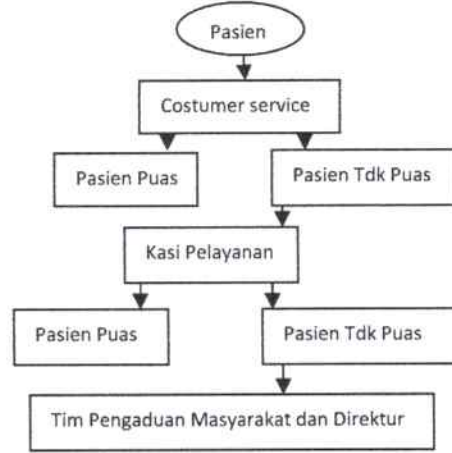 Pasien
Costumer service
Pasien Puas
Pasien Tdk Puas
Kasi Pelayanan
Pasien Puas
Pasien Tdk Puas
Tim Pengaduan Masyarakat dan Direktur